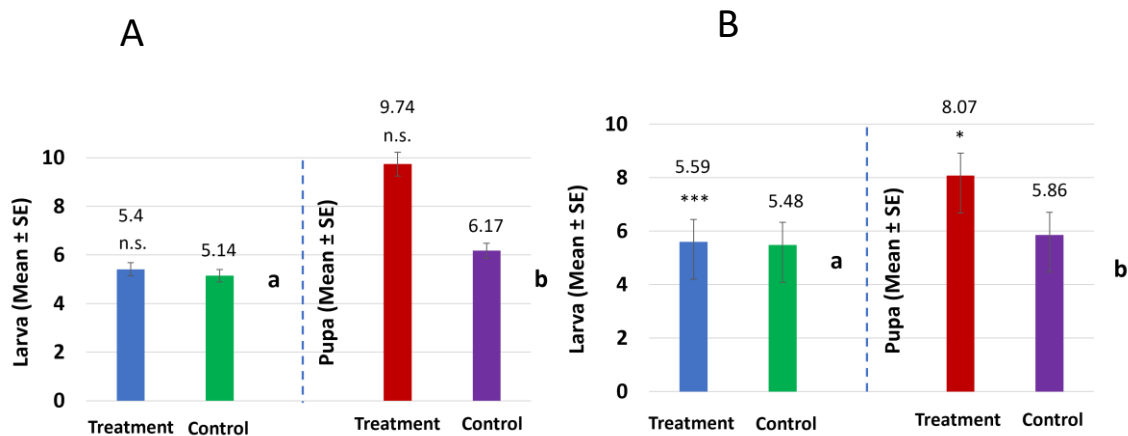 A
Larva (Mean ± SE)
10
8
6
4
2
0
5.4
n.s.
5.14
a
Treatment
Control
Pupa (Mean ± SE)
9.74
n.s.
6.17
b
Treatment
Control
B
Larva (Mean ± SE)
10
8
6
4
2
0
5.59
***
5.48
a
Treatment
Control
Pupa (Mean ± SE)
8.07
*
5.86
b
Treatment
Control